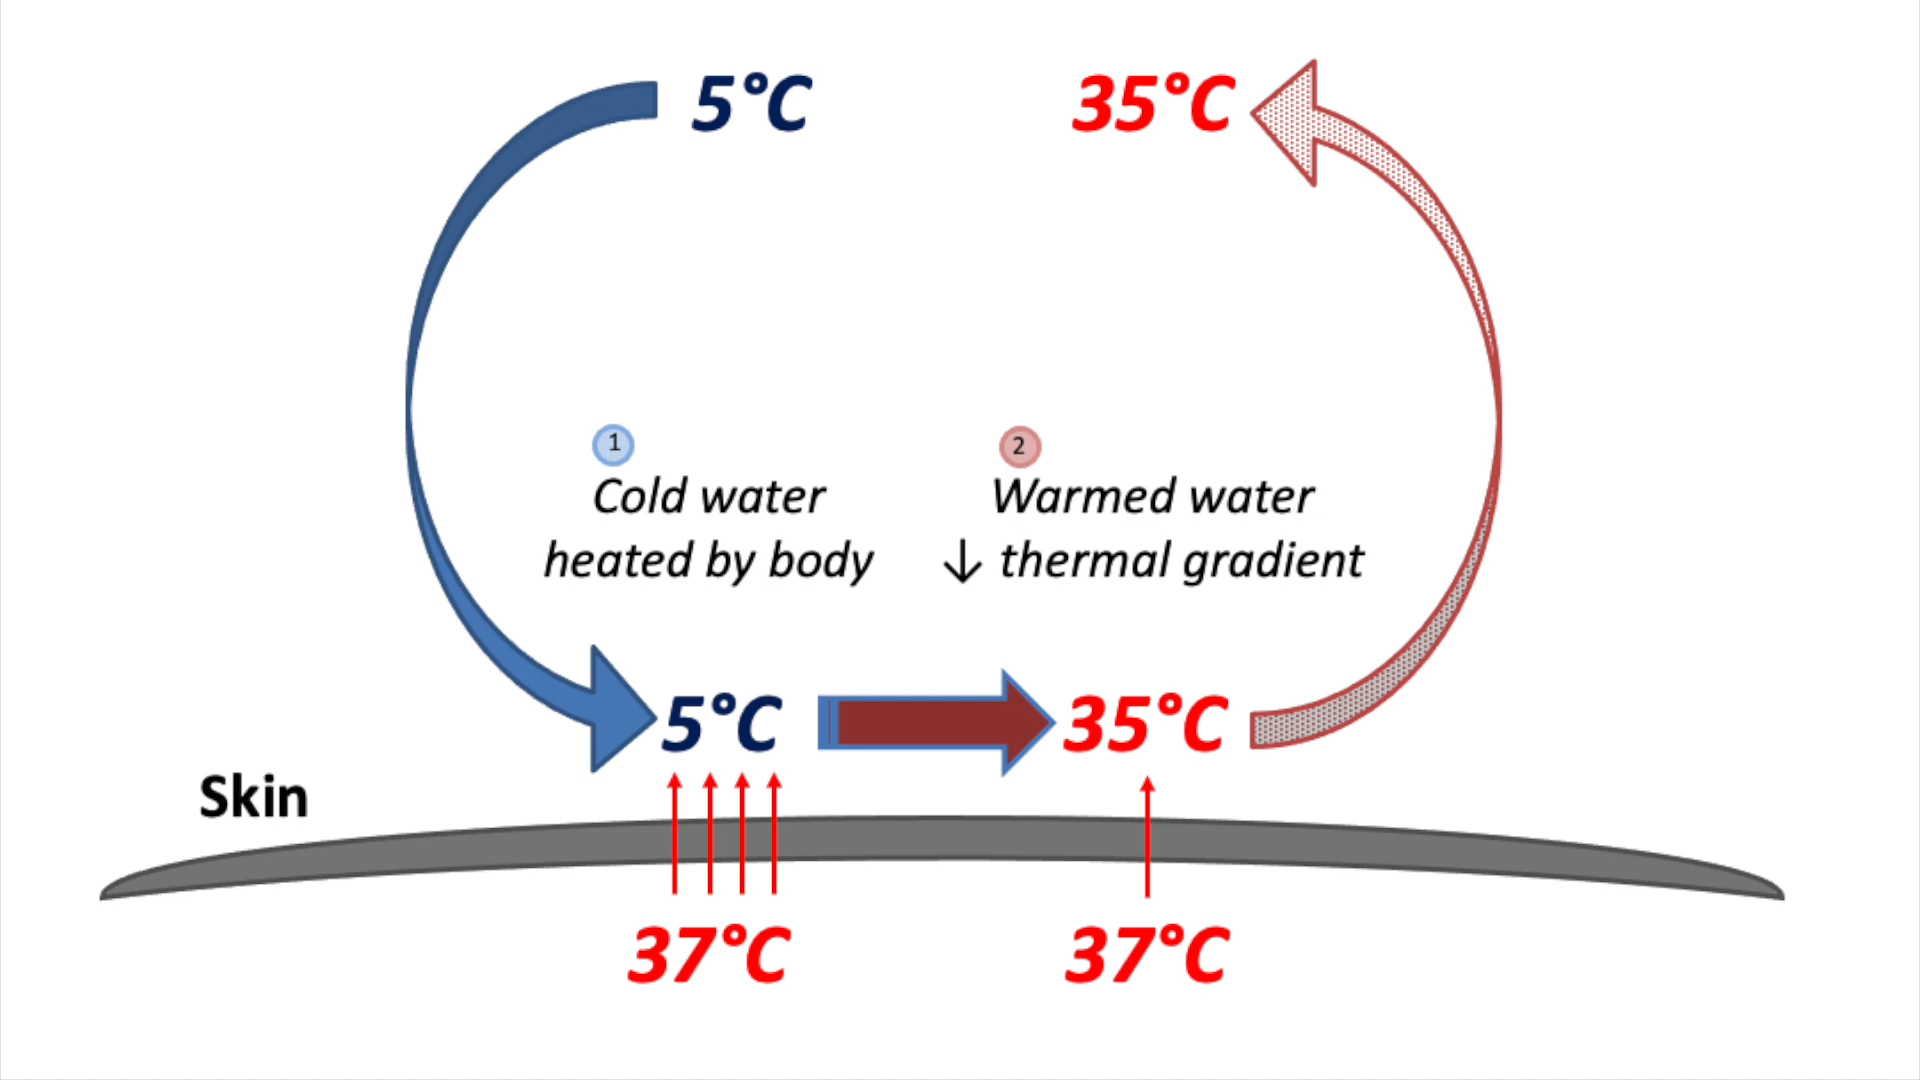 5°C
35°C
1
Cold water
heated by body
2
Warmed water
↓ thermal gradient
5°C
35°C
Skin
37°C
37°C